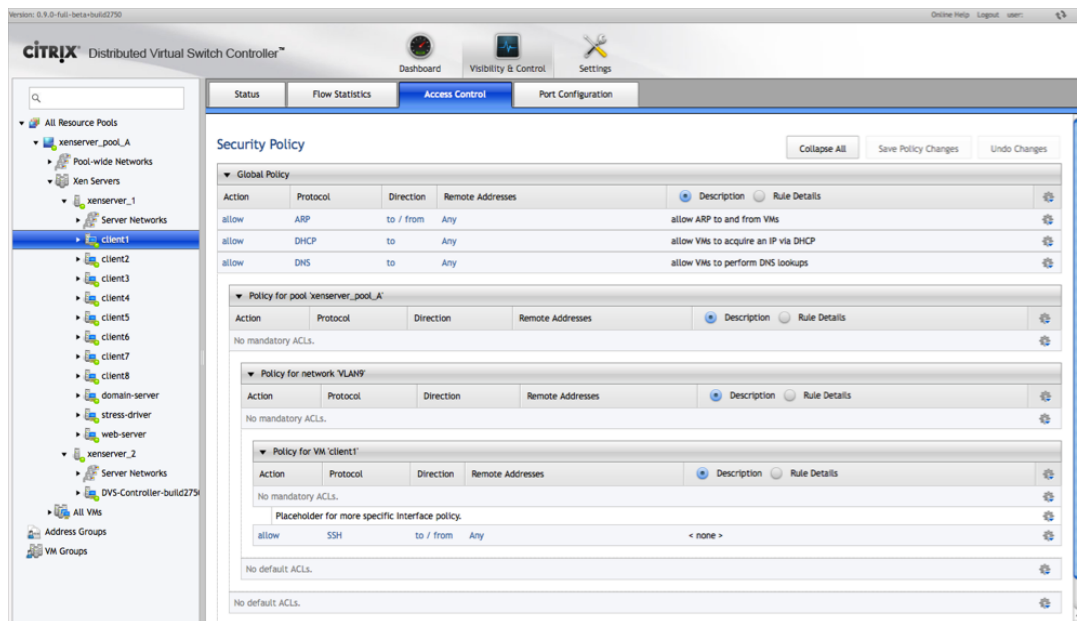 Version: 0.9.0-full-beta+build2750 Online Help Logout user:
CİTRIX Distributed Virtual Switch Controller™
Dashboard Visibility & Control Settings
Status Flow Statistics Access Control Port Configuration
All Resource Pools
xenserver_pool_A
Pool-wide Networks
Xen Servers
xenserver_1
Server Networks
client1
client2
client3
client4
client5
client6
client7
client8
domain-server
stress-driver
web-server
xenserver_2
Server Networks
DVS-Controller-build2750
All VMs
Address Groups
VM Groups
Security Policy Collapse All Save Policy Changes Undo Changes
Global Policy
Action Protocol Direction Remote Addresses Description Rule Details
allow ARP to / from Any allow ARP to and from VMs
allow DHCP to Any allow VMs to acquire an IP via DHCP
allow DNS to Any allow VMs to perform DNS lookups
Policy for pool 'xenserver_pool_A'
Action Protocol Direction Remote Addresses Description Rule Details
No mandatory ACLs.
Policy for network 'VLAN9'
Action Protocol Direction Remote Addresses Description Rule Details
No mandatory ACLs.
Policy for VM 'client1'
Action Protocol Direction Remote Addresses Description Rule Details
No mandatory ACLs.
Placeholder for more specific interface policy.
allow SSH to / from Any < none >
No default ACLs.
No default ACLs.